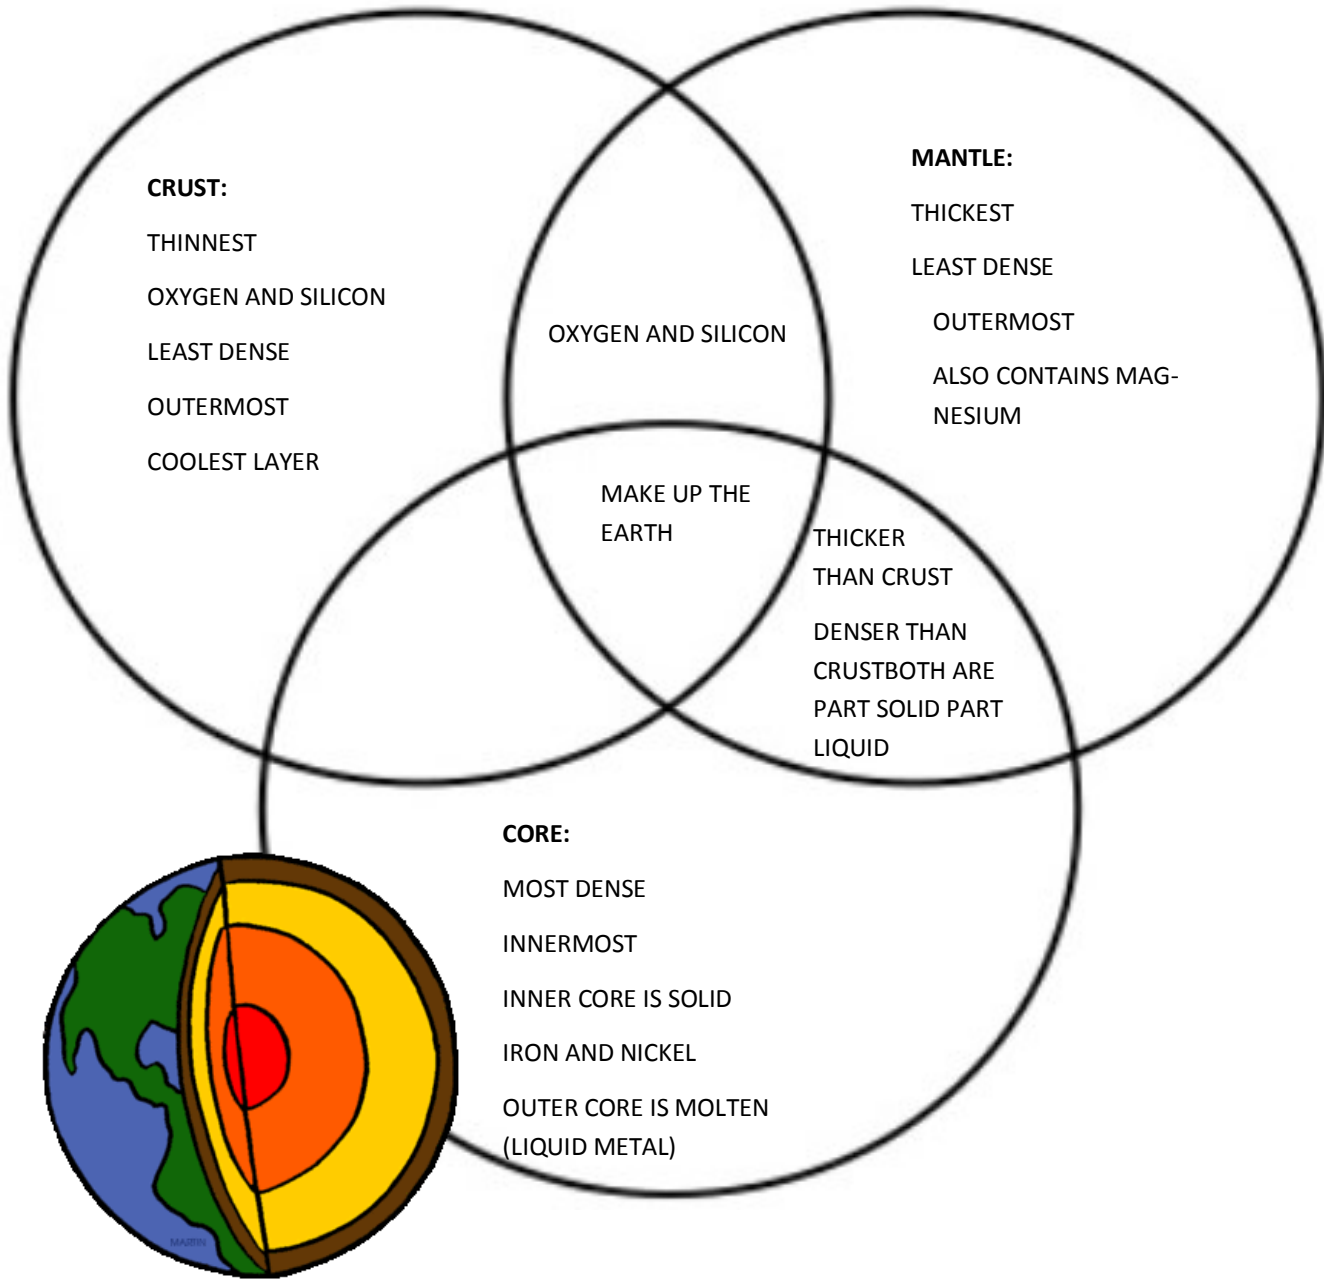 CRUST:
THINNEST
OXYGEN AND SILICON
LEAST DENSE
OUTERMOST
COOLEST LAYER
OXYGEN AND SILICON
MANTLE:
THICKEST
LEAST DENSE
OUTERMOST
ALSO CONTAINS MAG-
NESIUM
MAKE UP THE
EARTH
THICKER
THAN CRUST
DENSER THAN
CRUSTBOTH ARE
PART SOLID PART
LIQUID
CORE:
MOST DENSE
INNERMOST
INNER CORE IS SOLID
IRON AND NICKEL
OUTER CORE IS MOLTEN
(LIQUID METAL)
MARTIN